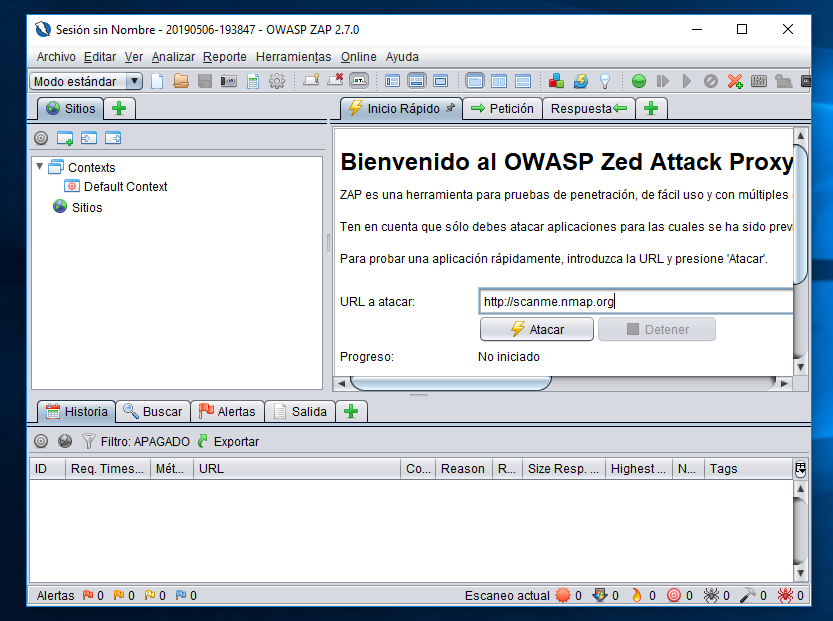 Sesión sin Nombre - 20190506-193847 - OWASP ZAP 2.7.0
Archivo Editar Ver Analizar Reporte Herramientas Online Ayuda
Modo estándar
Sitios
Inicio Rápido Petición Respuesta
Contexts
Default Context
Sitios
Bienvenido al OWASP Zed Attack Proxy
ZAP es una herramienta para pruebas de penetración, de fácil uso y con múltiples
Ten en cuenta que sólo debes atacar aplicaciones para las cuales se ha sido
Para probar una aplicación rápidamente, introduzca la URL y presione 'Atacar'.
URL a atacar: http://scanme.nmap.org
Atacar Detener
Progreso: No iniciado
Historia Buscar Alertas Salida
Filtro: APAGADO Exportar
ID Req. Times... Mét... URL Co... Reason R... Size Resp. ... Highest ... N... Tags
Alertas 0 0 0 0 Escaneo actual 0 0 0 0 0 0 0